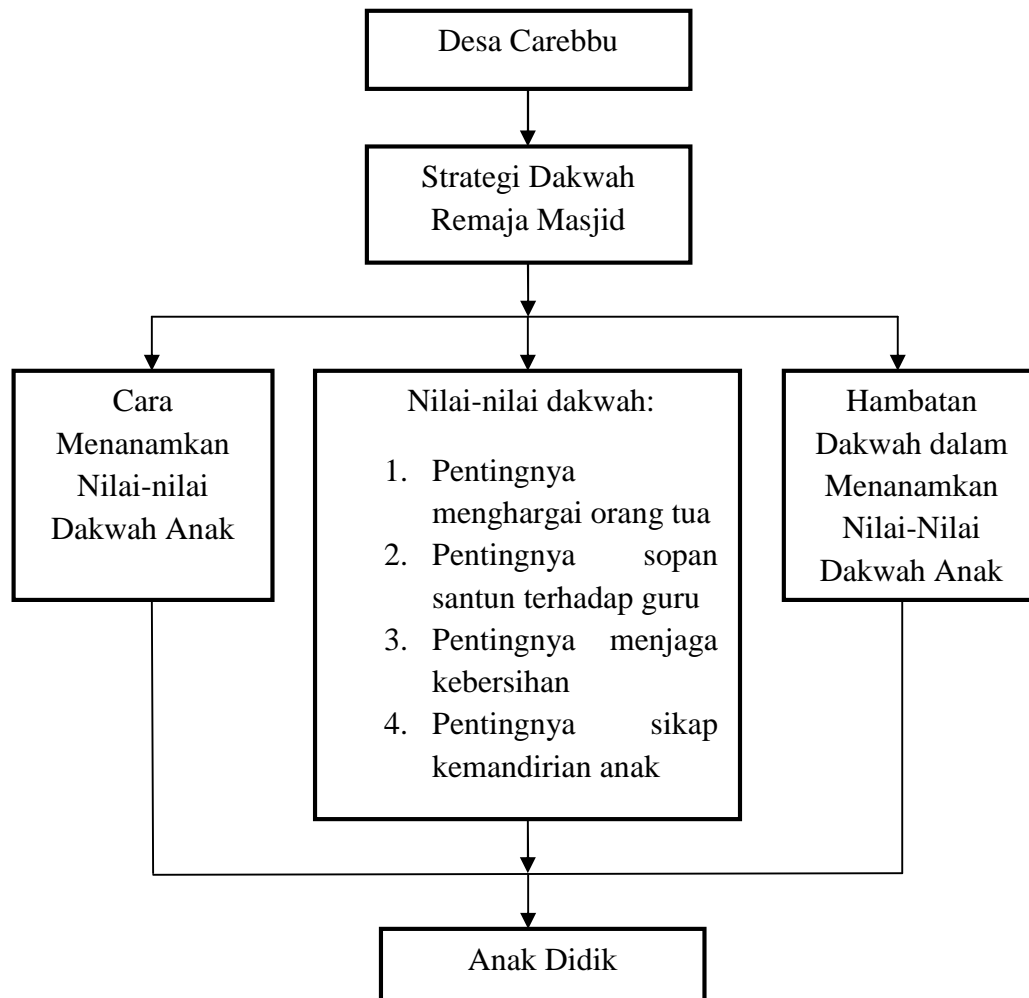 Desa Carebbu
Strategi Dakwah
Remaja Masjid
Cara
Menanamkan
Nilai-nilai
Dakwah Anak
Nilai-nilai dakwah:
1. Pentingnya
menghargai orang tua
2. Pentingnya sopan
santun terhadap guru
3. Pentingnya menjaga
kebersihan
4. Pentingnya sikap
kemandirian anak
Hambatan
Dakwah dalam
Menanamkan
Nilai-Nilai
Dakwah Anak
Anak Didik